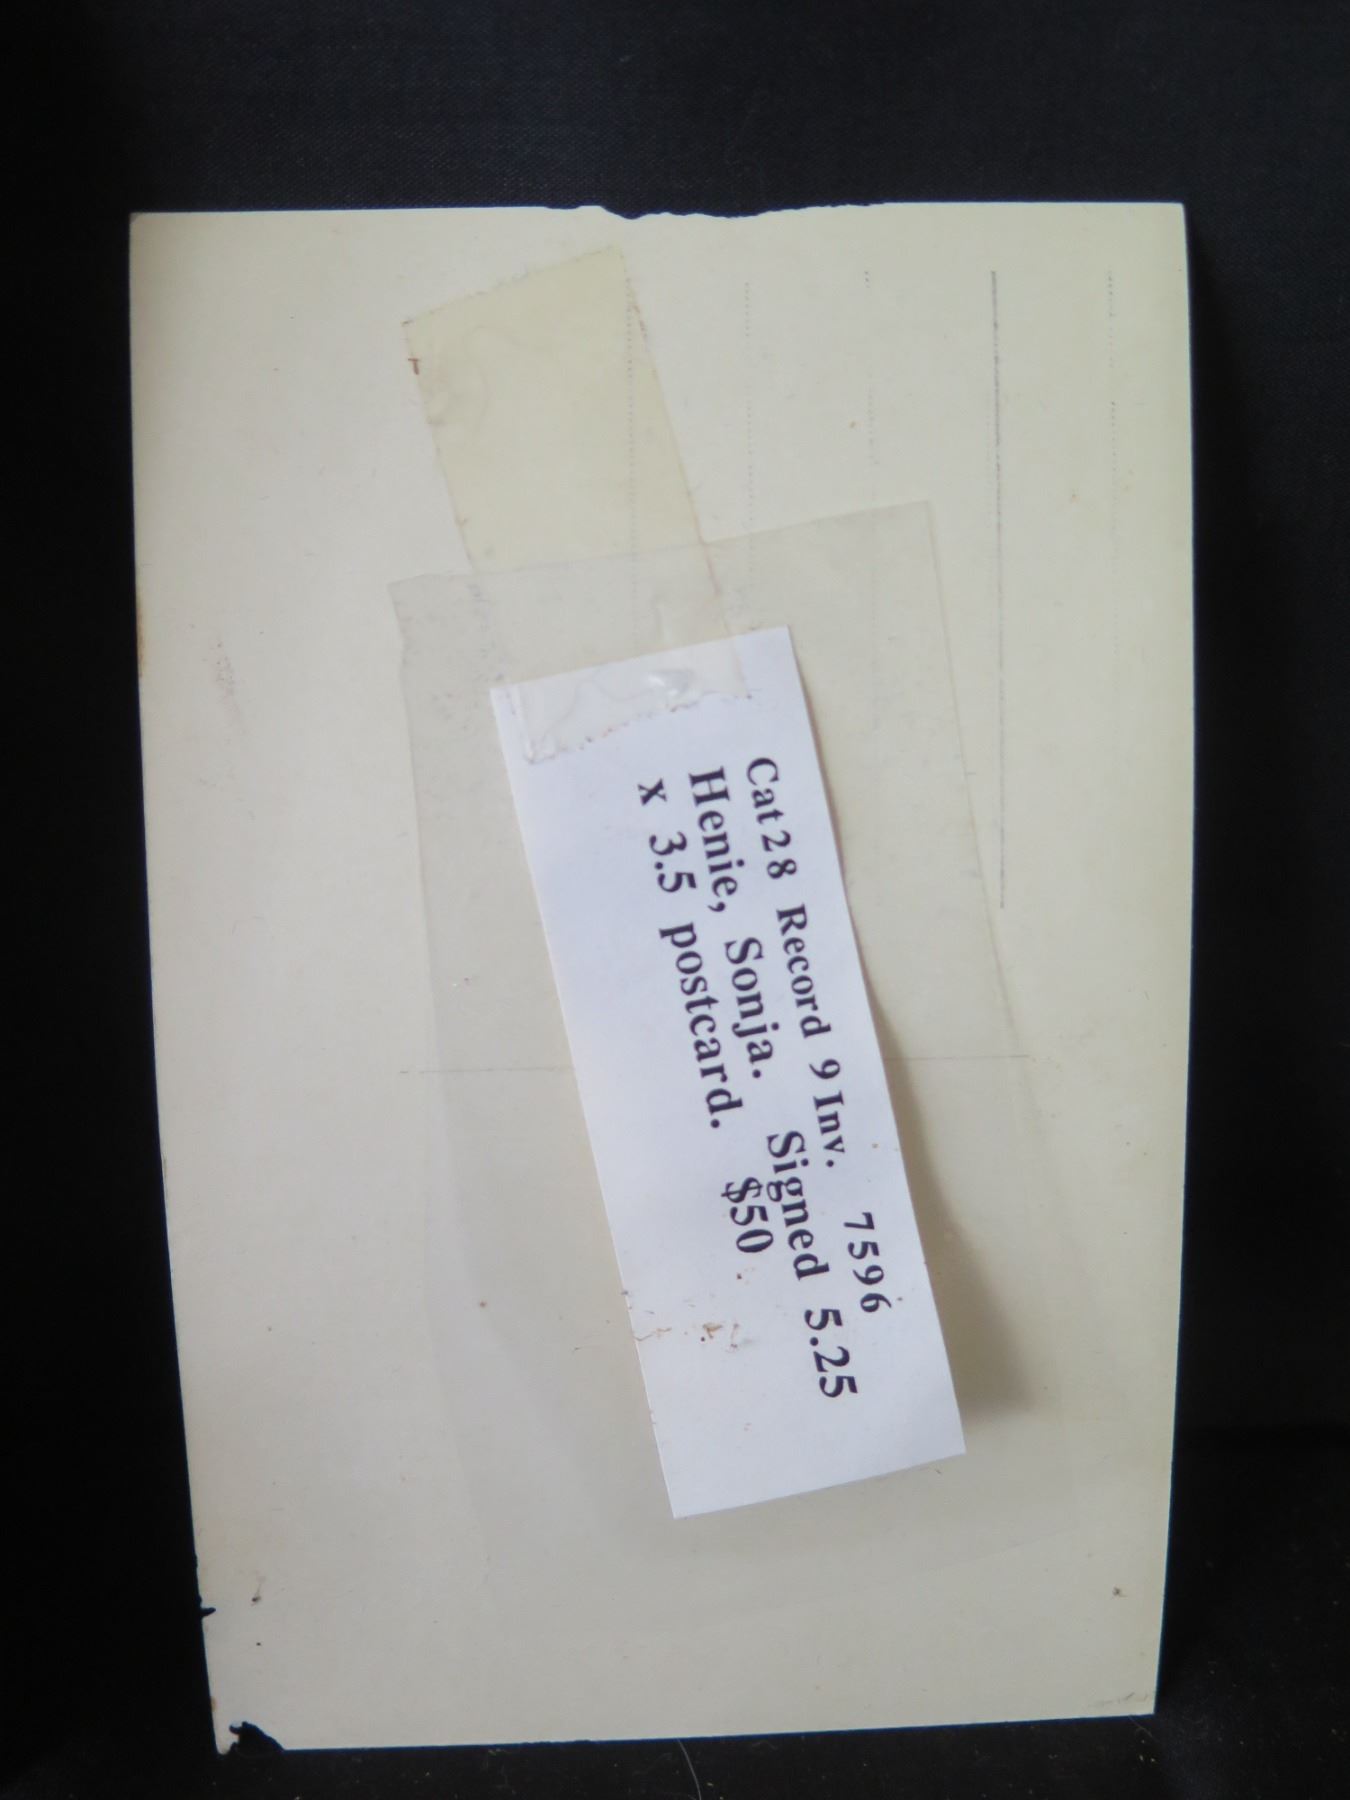 Cat28 Record 9 Inv. 7596
Henie, Sonja. Signed 5.25
x 3.5 postcard. $50